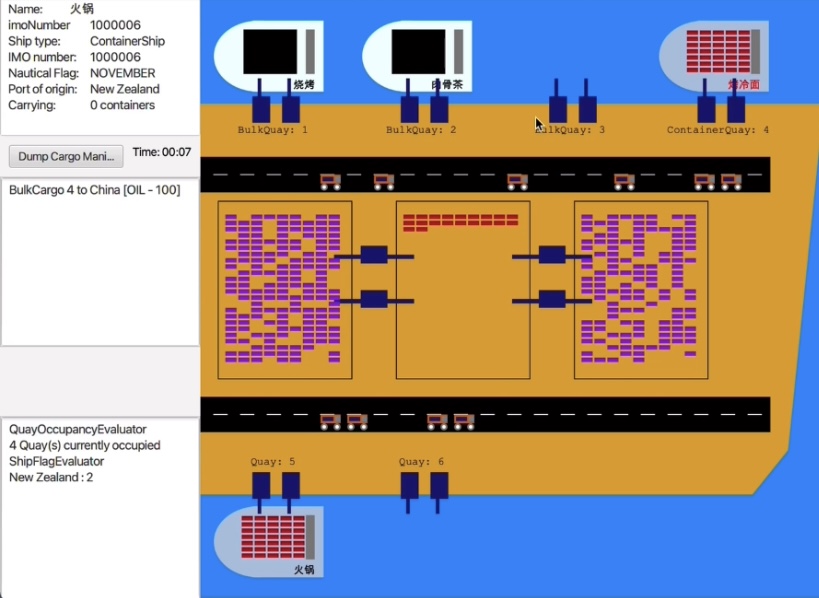 Name: 火锅
imoNumber 1000006
Ship type: ContainerShip
IMO number: 1000006
Nautical Flag: NOVEMBER
Port of origin: New Zealand
Carrying: 0 containers
Dump Cargo Mani...
Time: 00:07
BulkCargo 4 to China [OIL - 100]
QuayOccupancyEvaluator
4 Quay(s) currently occupied
ShipFlagEvaluator
New Zealand : 2
烧烤
肉骨茶
冷面
BulkQuay: 1
BulkQuay: 2
BulkQuay: 3
ContainerQuay: 4
Quay: 5
Quay: 6
火锅